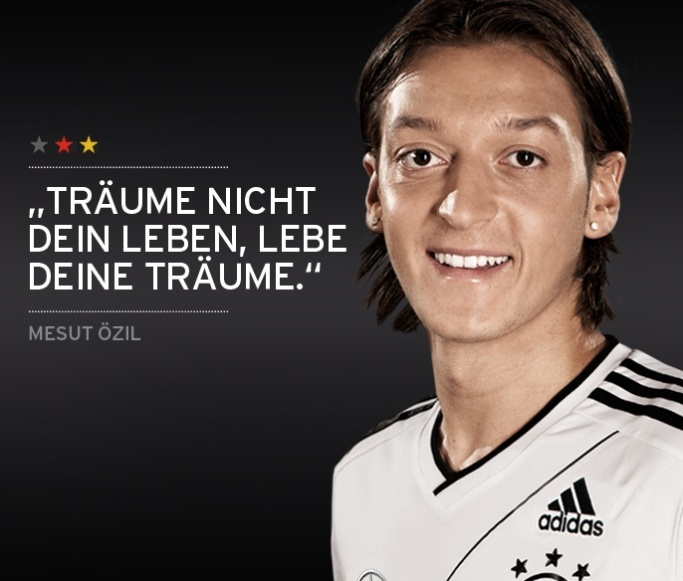 „TRÄUME NICHT
DEIN LEBEN, LEBE
DEINE TRÄUME.“
MESUT ÖZIL
adidas